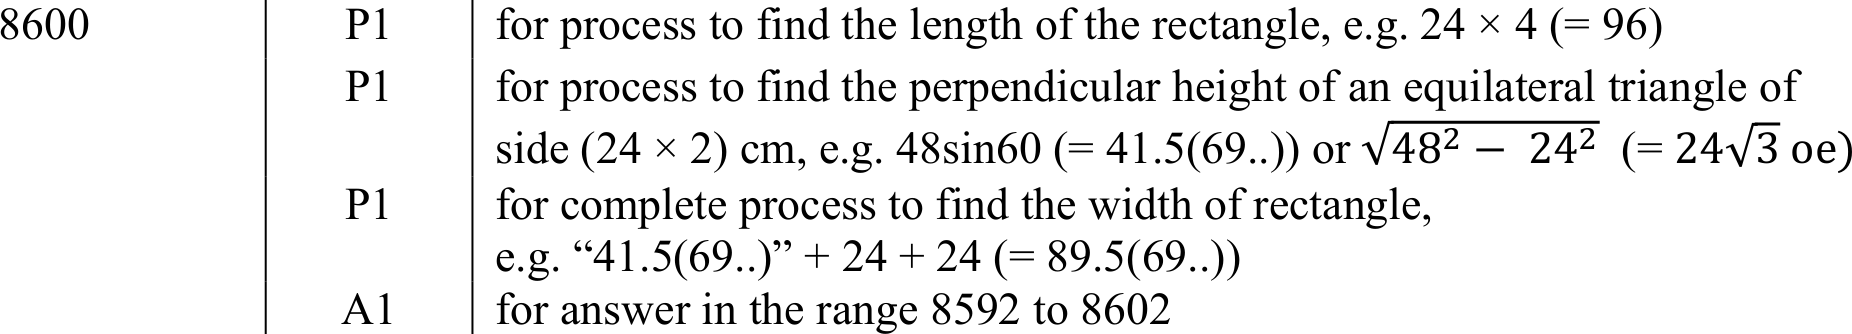 8600 P1 for process to find the length of the rectangle, e.g. 24 × 4 (= 96)
P1 for process to find the perpendicular height of an equilateral triangle of
side (24 × 2) cm, e.g. 48sin60 (= 41.5(69..)) or √(48² − 24²) (= 24√3 oe)
P1 for complete process to find the width of rectangle,
e.g. “41.5(69..)” + 24 + 24 (= 89.5(69..))
A1 for answer in the range 8592 to 8602